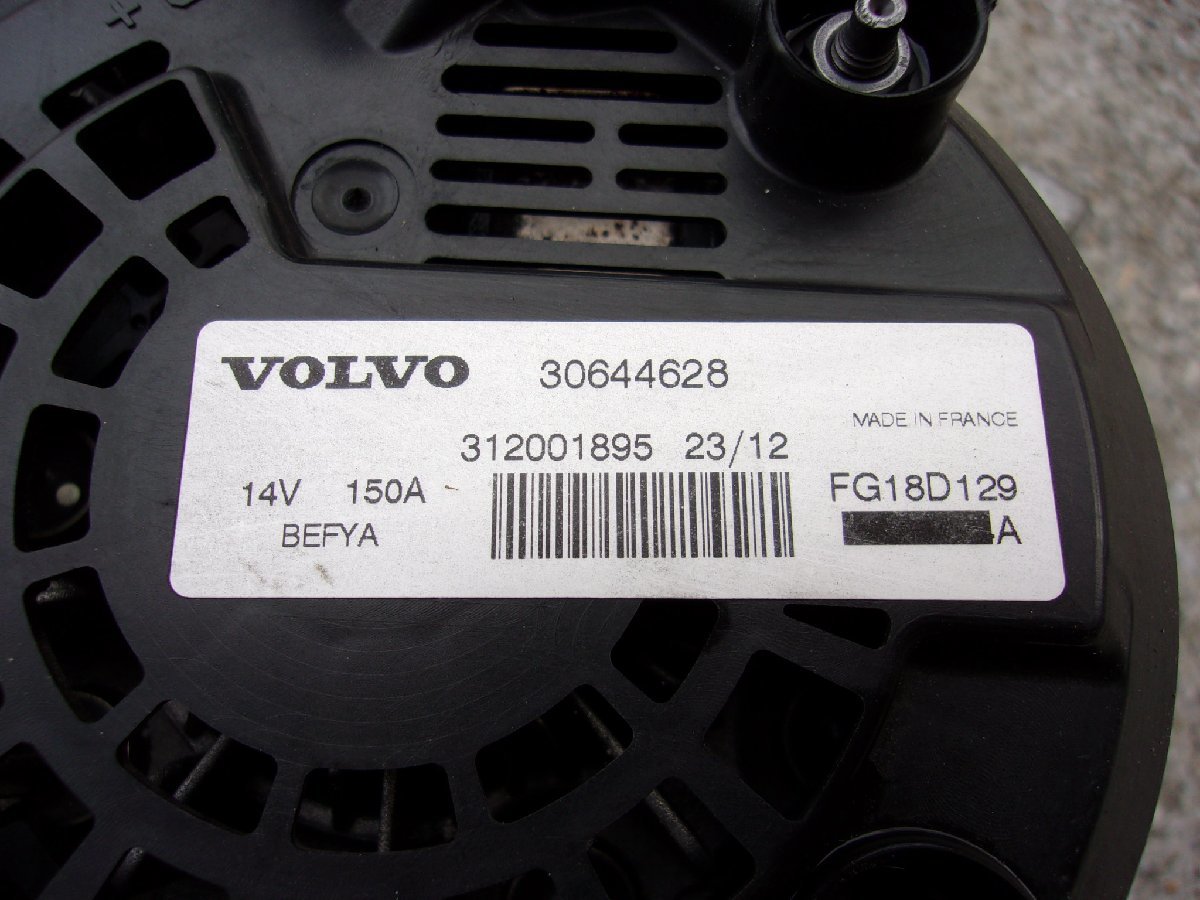 VOLVO 30644628
MADE IN FRANCE
312001895 23/12
14V 150A FG18D129
BEFYA A